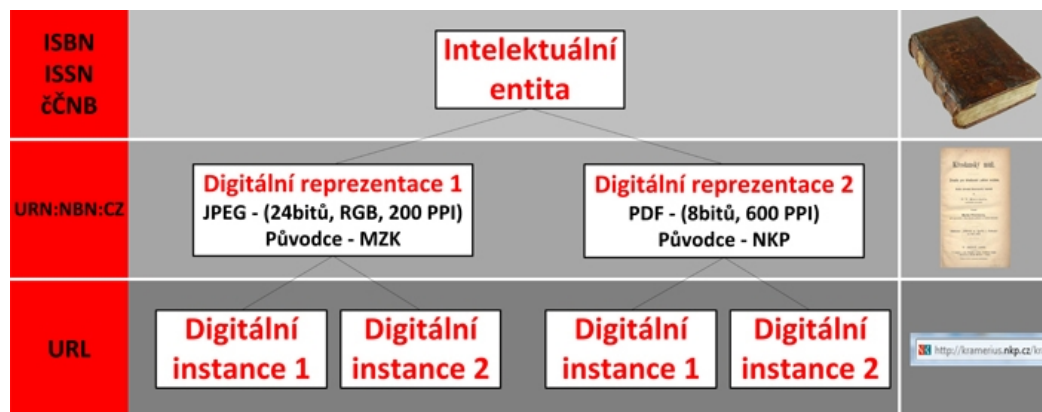 ISBN
ISSN
čČNB
Intelektuální
entita
URN:NBN:CZ
Digitální reprezentace 1
JPEG - (24bitů, RGB, 200 PPI)
Původce - MZK
Digitální reprezentace 2
PDF - (8bitů, 600 PPI)
Původce - NKP
URL
Digitální
instance 1
Digitální
instance 2
Digitální
instance 1
Digitální
instance 2
http://kramerius.nkp.cz/kr